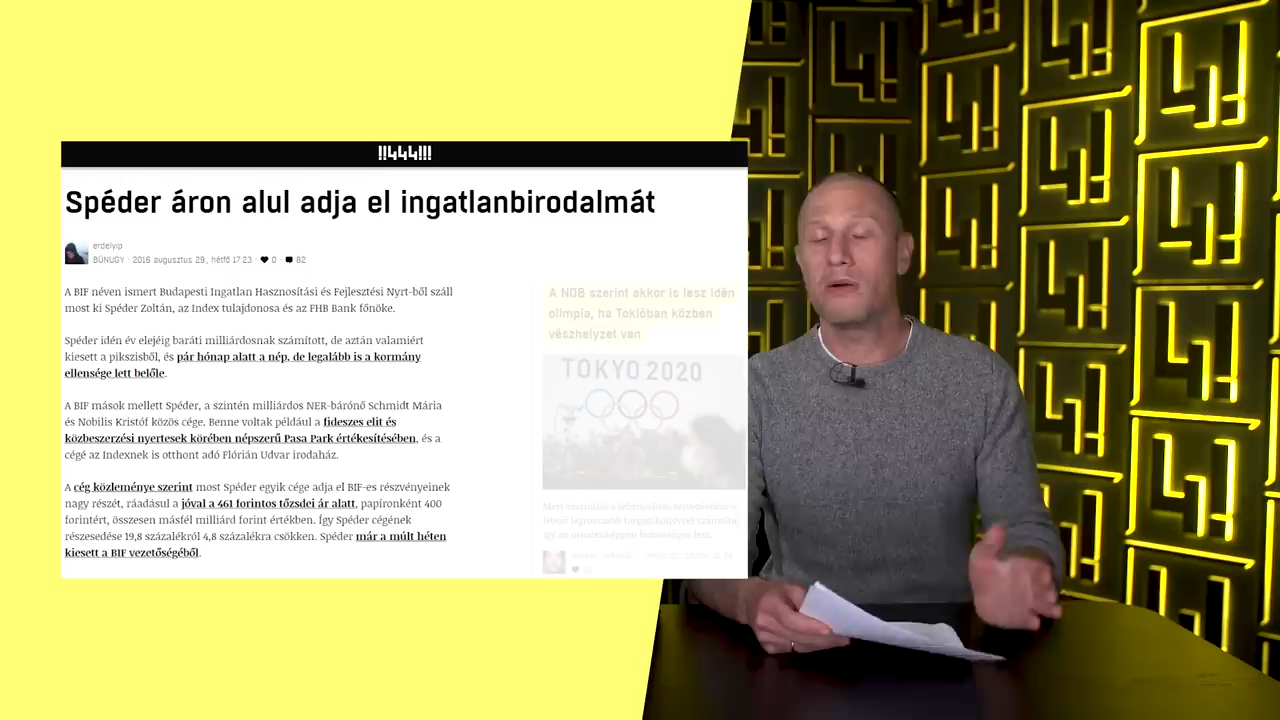 !!444!!!
Spéder áron alul adja el ingatlanbirodalmát
erdelyip
BŰNÜGY · 2016 augusztus 29., hétfő 17:23 · 0 · 82
A BIF néven ismert Budapesti Ingatlan Hasznosítási és Fejlesztési Nyrt-ből száll
most ki Spéder Zoltán, az Index tulajdonosa és az FHB Bank főnöke.
Spéder idén év elejéig baráti milliárdosnak számított, de aztán valamiért
kiesett a pikszisből, és pár hónap alatt a nép, de legalább is a kormány
ellensége lett belőle.
A BIF mások mellett Spéder, a szintén milliárdos NER-bárónő Schmidt Mária
és Nobilis Kristóf közös cége. Benne voltak például a fideszes elit és
közbeszerzési nyertesek körében népszerű Pasa Park értékesítésében, és a
cégé az Indexnek is otthont adó Flórián Udvar irodaház.
A cég közleménye szerint most Spéder egyik cége adja el BIF-es részvényeinek
nagy részét, ráadásul a jóval a 461 forintos tőzsdei ár alatt, papíronként 400
forintért, összesen másfél milliárd forint értékben. Így Spéder cégének
részesedése 19,8 százalékról 4,8 százalékra csökken. Spéder már a múlt héten
kiesett a BIF vezetőségéből.
A NOB szerint akkor is lesz idén
olimpia, ha Tokióban közben
vészhelyzet van
TOKYO 2020